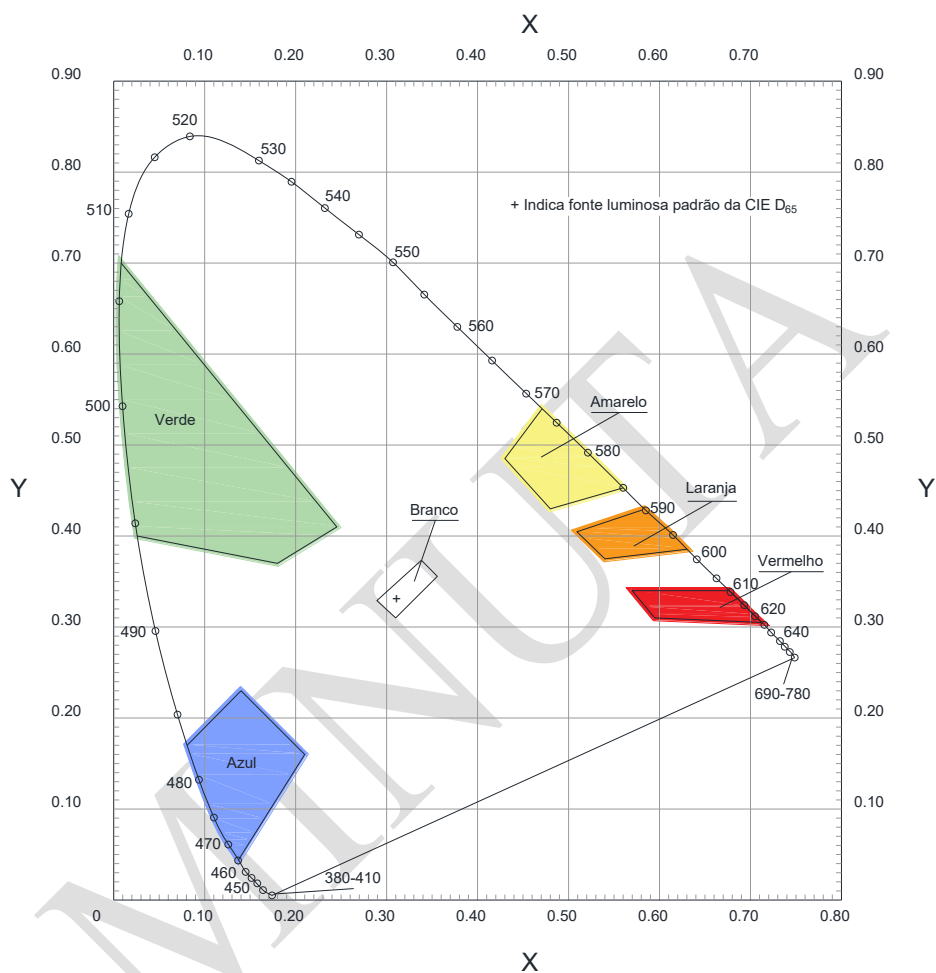 X
0.10 0.20 0.30 0.40 0.50 0.60 0.70
0.90 0.90
520
530
0.80 0.80
540
510
+ Indica fonte luminosa padrão da CIE D65
550
0.70 0.70
560
0.60 0.60
570
Amarelo
500
Verde
0.50 0.50
580
Y Y
Laranja
590
Branco
0.40 0.40
600
Vermelho
610
620
490
0.30 0.30
640
690-780
0.20 0.20
Azul
480
0.10 0.10
470
460
380-410
450
0 0.10 0.20 0.30 0.40 0.50 0.60 0.70 0.80
X
MINUTA